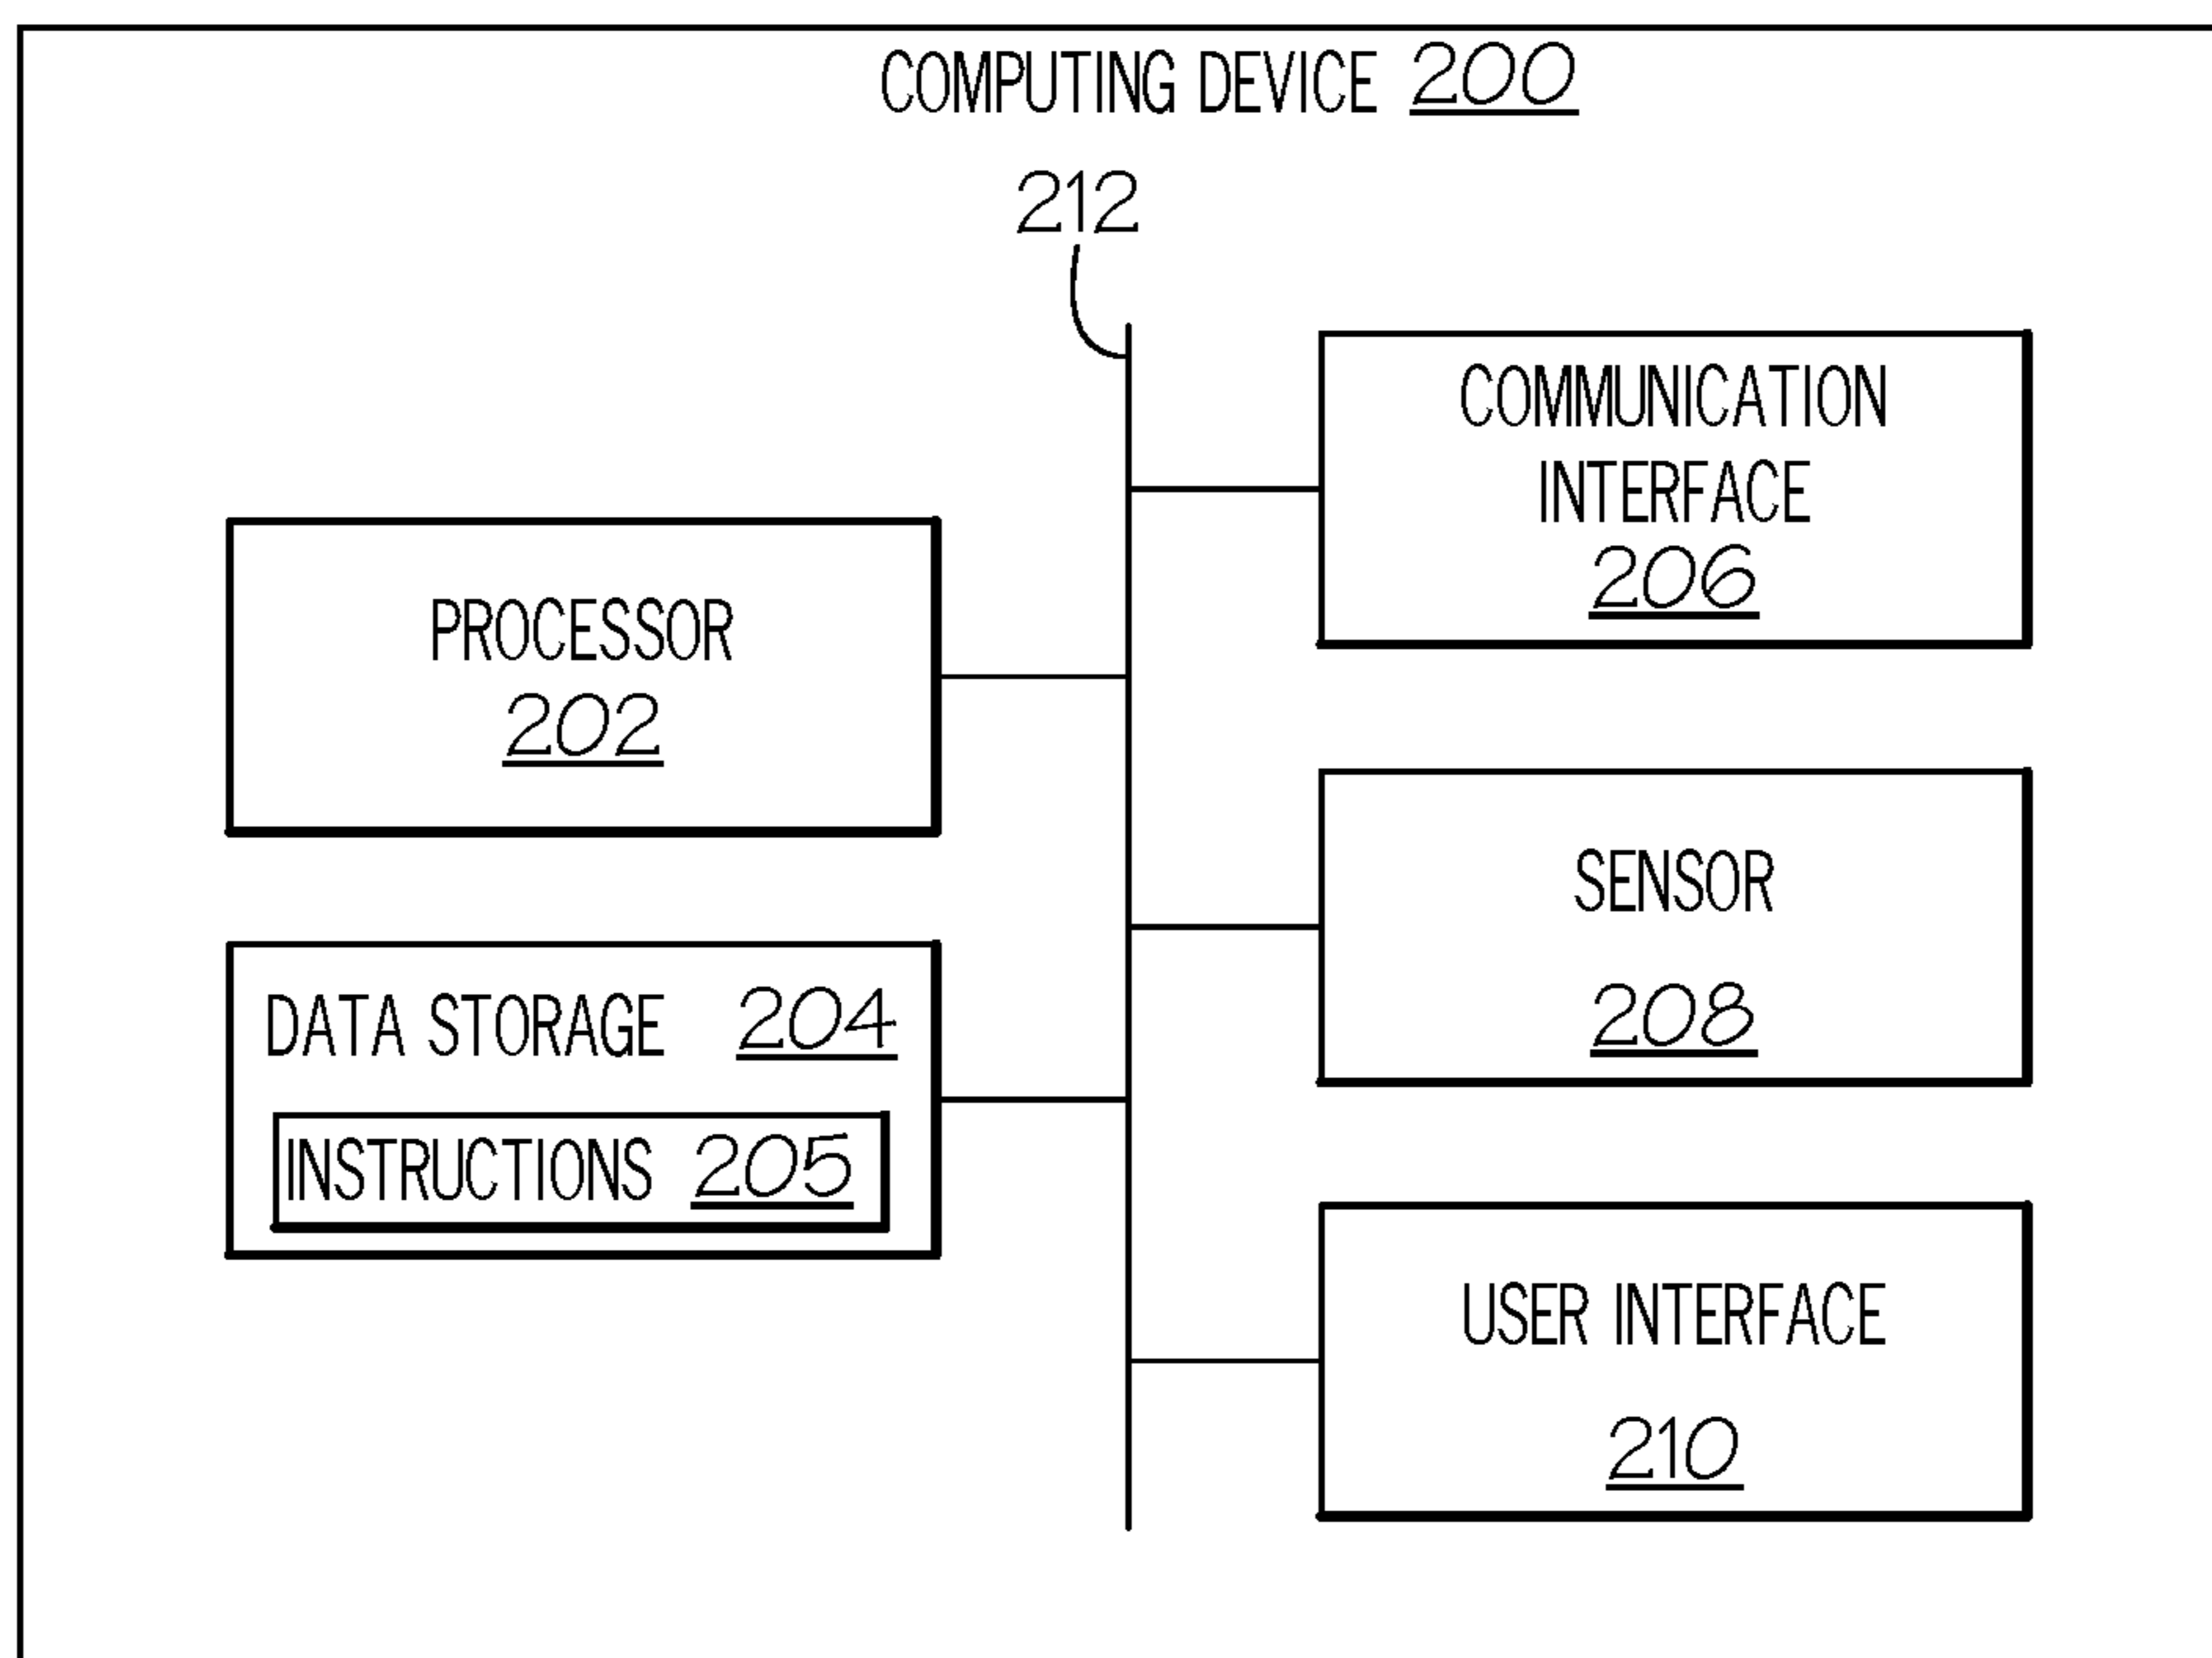 COMPUTING DEVICE 200
212
PROCESSOR
202
DATA STORAGE 204
INSTRUCTIONS 205
COMMUNICATION
INTERFACE
206
SENSOR
208
USER INTERFACE
210